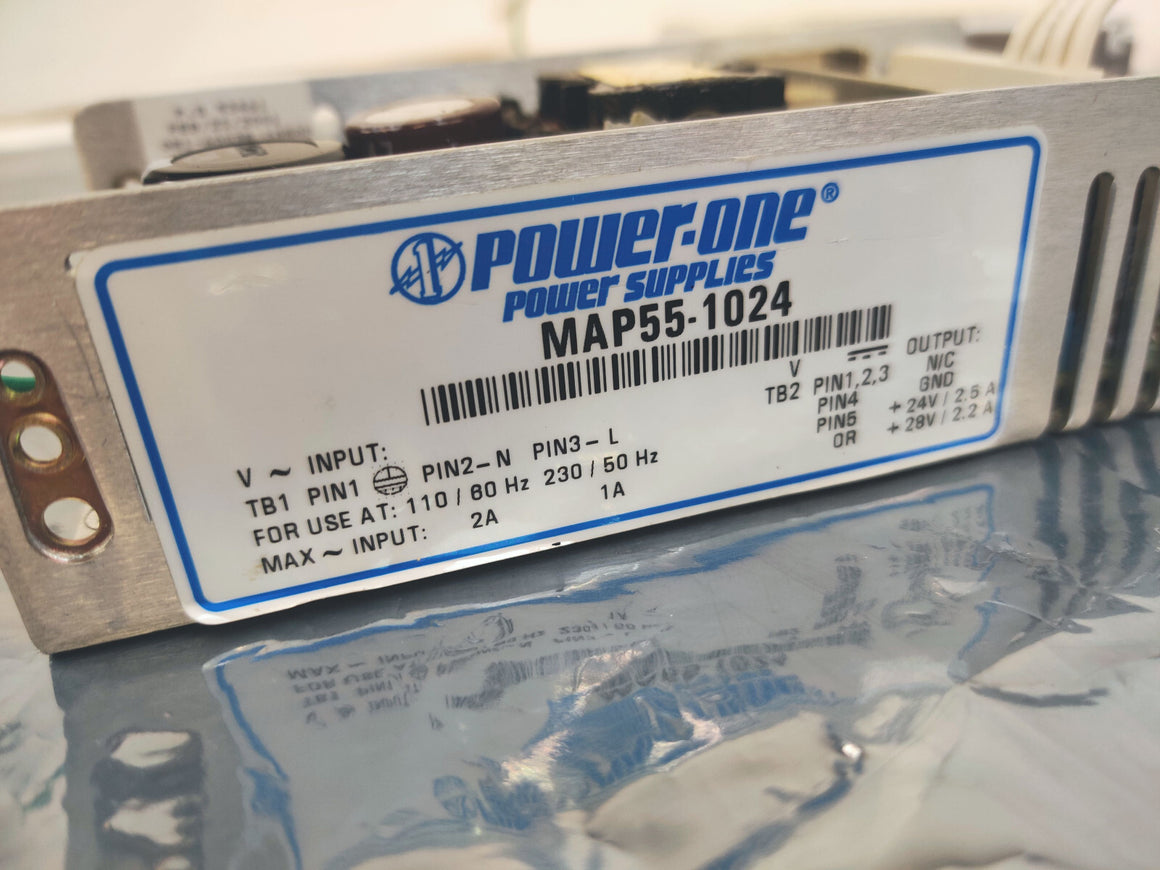 POWER-ONE®
POWER SUPPLIES
MAP55-1024
V ~ INPUT:
TB1 PIN1 PIN2-N PIN3-L
FOR USE AT: 110 / 60 Hz 230 / 50 Hz
MAX ~ INPUT: 2A 1A
V OUTPUT:
TB2 PIN1,2,3 N/C
PIN4 GND
PIN5 +24V / 2.5 A
OR +28V / 2.2 A